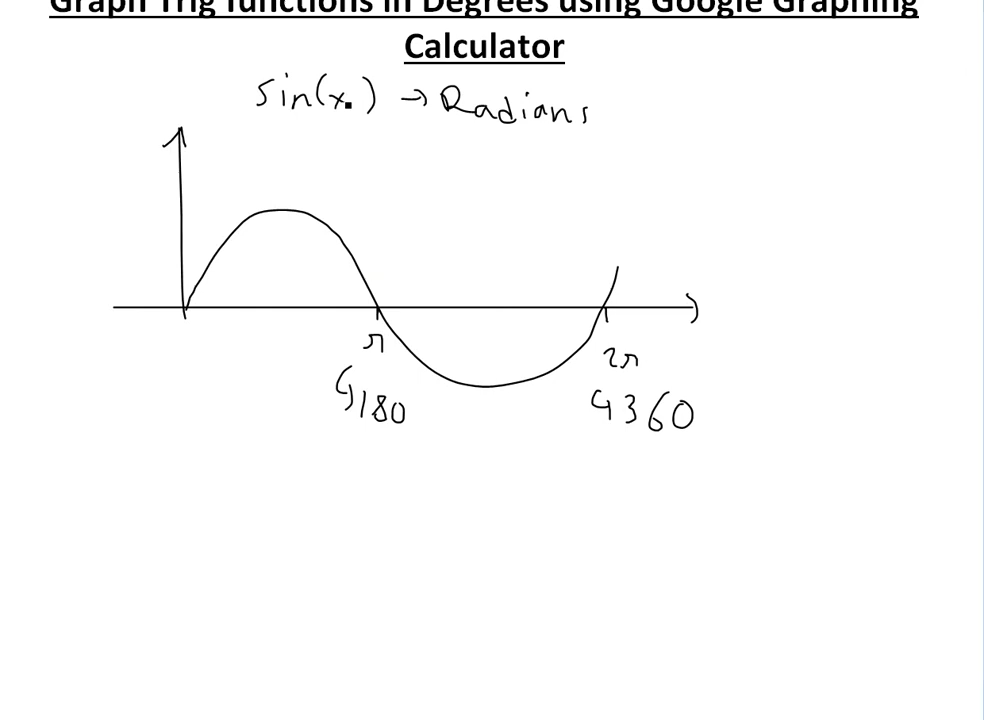 Graph Trig functions in Degrees using Google Graphing
Calculator
sin(x.) → Radians
π
2π
↳180
↳360